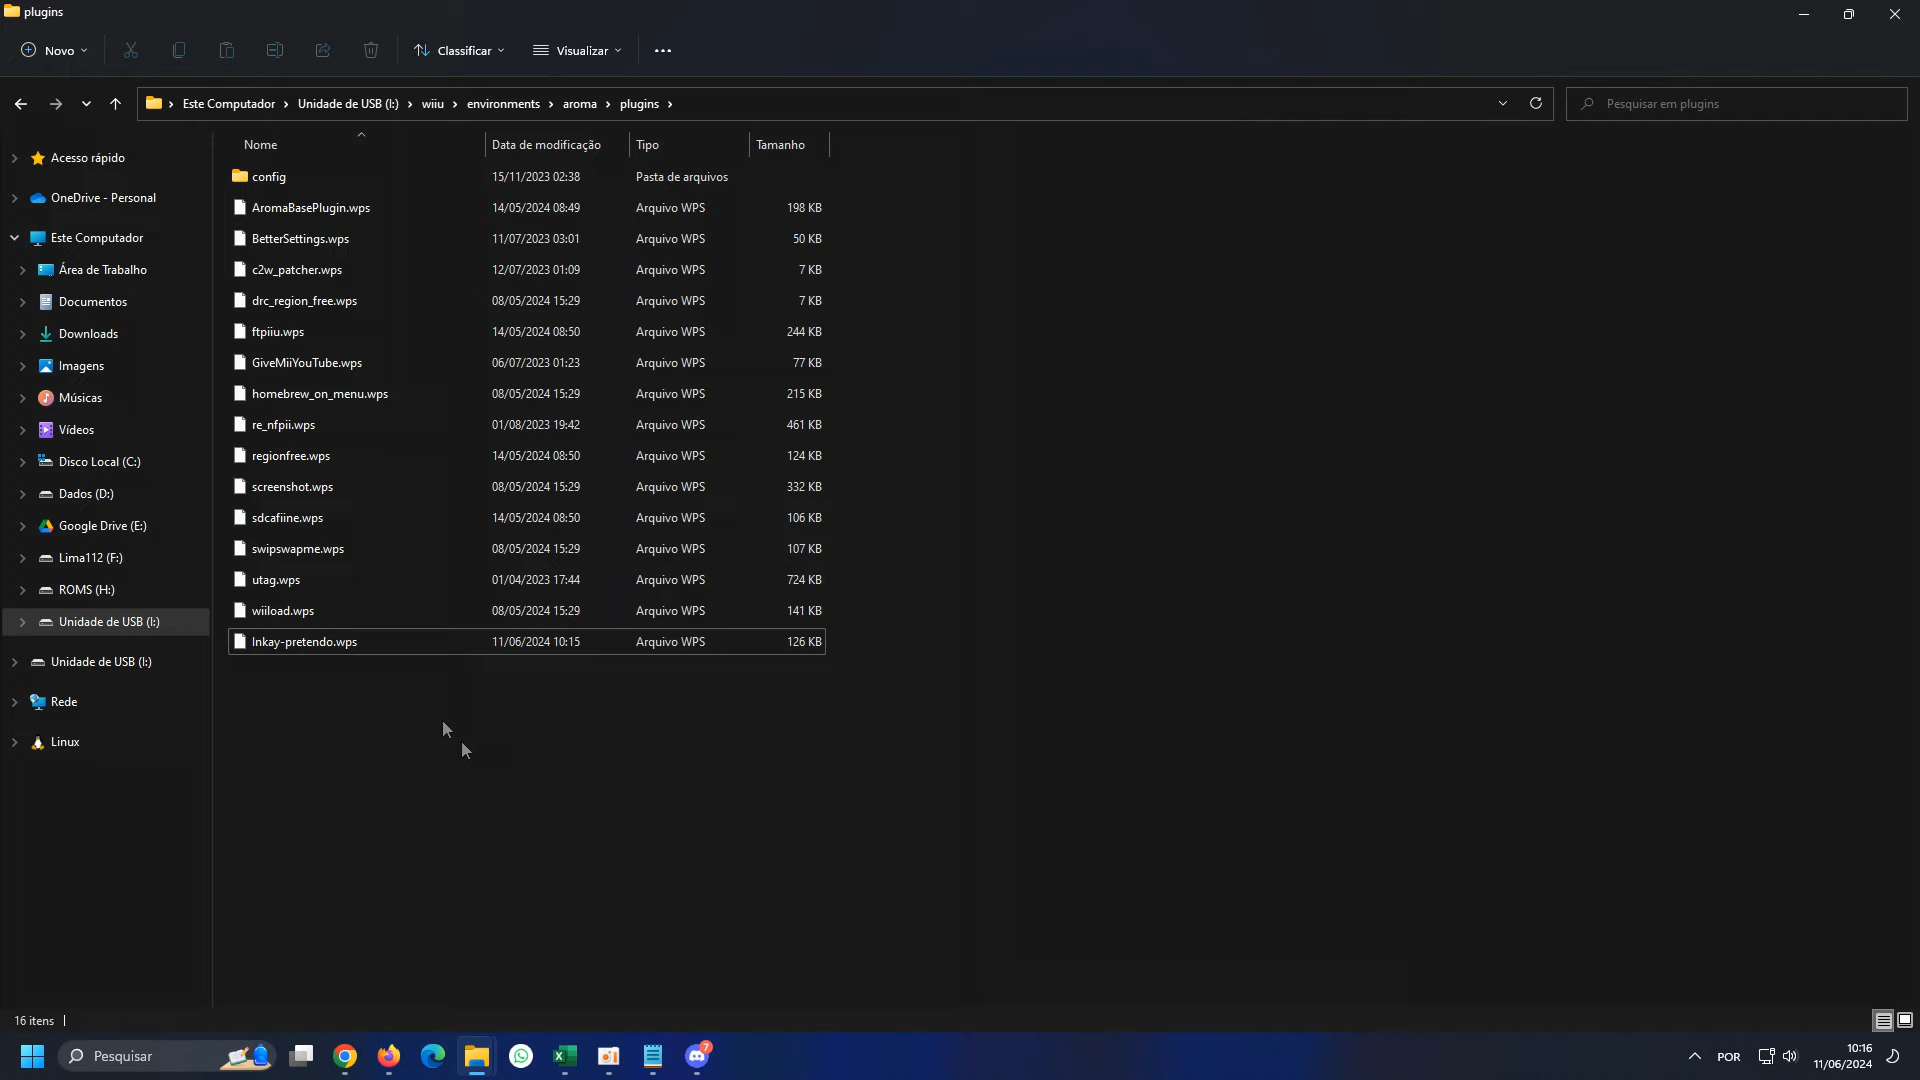 plugins
Novo
Classificar
Visualizar
Este Computador
Unidade de USB (I:)
wiiu
environments
aroma
plugins
Pesquisar em plugins
Acesso rápido
OneDrive - Personal
Este Computador
Área de Trabalho
Documentos
Downloads
Imagens
Músicas
Vídeos
Disco Local (C:)
Dados (D:)
Google Drive (E:)
Lima112 (F:)
ROMS (H:)
Unidade de USB (I:)
Unidade de USB (I:)
Rede
Linux
Nome Data de modificação Tipo Tamanho
config 15/11/2023 02:38 Pasta de arquivos
AromaBasePlugin.wps 14/05/2024 08:49 Arquivo WPS 198 KB
BetterSettings.wps 11/07/2023 03:01 Arquivo WPS 50 KB
c2w_patcher.wps 12/07/2023 01:09 Arquivo WPS 7 KB
drc_region_free.wps 08/05/2024 15:29 Arquivo WPS 7 KB
ftpiiu.wps 14/05/2024 08:50 Arquivo WPS 244 KB
GiveMiiYouTube.wps 06/07/2023 01:23 Arquivo WPS 77 KB
homebrew_on_menu.wps 08/05/2024 15:29 Arquivo WPS 215 KB
re_nfpii.wps 01/08/2023 19:42 Arquivo WPS 461 KB
regionfree.wps 14/05/2024 08:50 Arquivo WPS 124 KB
screenshot.wps 08/05/2024 15:29 Arquivo WPS 332 KB
sdcafiine.wps 14/05/2024 08:50 Arquivo WPS 106 KB
swipswapme.wps 08/05/2024 15:29 Arquivo WPS 107 KB
utag.wps 01/04/2023 17:44 Arquivo WPS 724 KB
wiiload.wps 08/05/2024 15:29 Arquivo WPS 141 KB
Inkay-pretendo.wps 11/06/2024 10:15 Arquivo WPS 126 KB
16 itens
Pesquisar
7
POR
10:16
11/06/2024